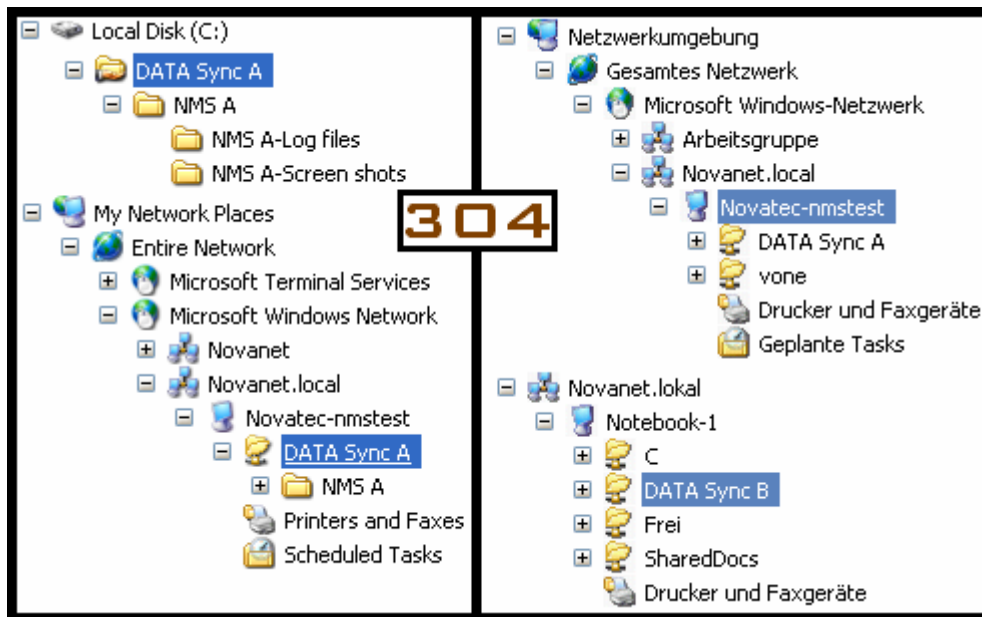 Local Disk (C:)
DATA Sync A
NMS A
NMS A-Log files
NMS A-Screen shots
My Network Places
Entire Network
Microsoft Terminal Services
Microsoft Windows Network
Novanet
Novanet.local
Novatec-nmstest
DATA Sync A
NMS A
Printers and Faxes
Scheduled Tasks
304
Netzwerkumgebung
Gesamtes Netzwerk
Microsoft Windows-Netzwerk
Arbeitsgruppe
Novanet.local
Novatec-nmstest
DATA Sync A
vone
Drucker und Faxgeräte
Geplante Tasks
Novanet.lokal
Notebook-1
C
DATA Sync B
Frei
SharedDocs
Drucker und Faxgeräte